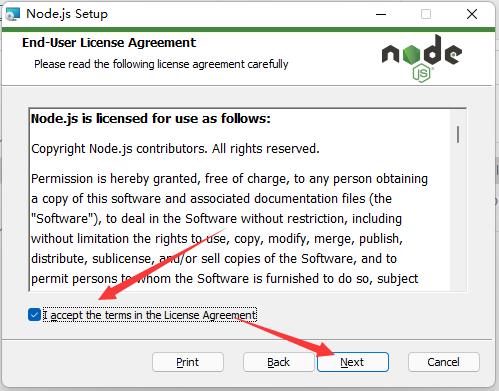 Node.js Setup
End-User License Agreement
Please read the following license agreement carefully
node
JS
Node.js is licensed for use as follows:
Copyright Node.js contributors. All rights reserved.
Permission is hereby granted, free of charge, to any person obtaining
a copy of this software and associated documentation files (the
"Software"), to deal in the Software without restriction, including
without limitation the rights to use, copy, modify, merge, publish,
distribute, sublicense, and/or sell copies of the Software, and to
permit persons to whom the Software is furnished to do so, subject
I accept the terms in the License Agreement
Print
Back
Next
Cancel